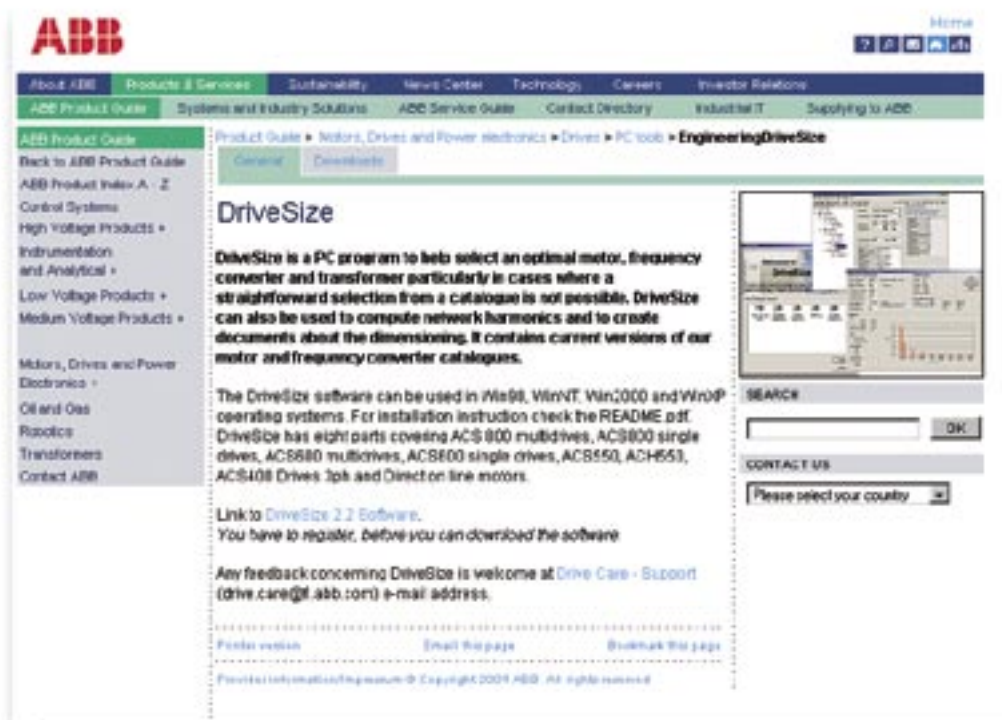 ABB
Home
About ABB Products & Services Sustainability News Center Technology Careers Investor Relations
ABB Product Guide Systems and Industry Solutions ABB Service Guide Contact Directory Industrial IT Supplying to ABB
ABB Product Guide
Back to ABB Product Guide
ABB Product Index A - Z
Control Systems
High Voltage Products
Instrumentation
and Analytical
Low Voltage Products
Medium Voltage Products
Motors, Drives and Power
Electronics
Oil and Gas
Robotics
Transformers
Contact ABB
Product Guide ▸ Motors, Drives and Power electronics ▸ Drives ▸ PC tools ▸ EngineeringDriveSize
General Downloads
DriveSize
DriveSize is a PC program to help select an optimal motor, frequency
converter and transformer particularly in cases where a
straightforward selection from a catalogue is not possible. DriveSize
can also be used to compute network harmonics and to create
documents about the dimensioning. It contains current versions of our
motor and frequency converter catalogues.
The DriveSize software can be used in Win98, WinNT, Win2000 and WinXP
operating systems. For installation instruction check the README.pdf.
DriveSize has eight parts covering ACS800 multidrives, ACS800 single
drives, ACS600 multidrives, ACS600 single drives, ACS550, ACH550,
ACS400 Drives 3ph and Direct on line motors.
Link to DriveSize 2.2 Software.
You have to register, before you can download the software
Any feedback concerning DriveSize is welcome at Drive Care - Support
(drive.care@fi.abb.com) e-mail address.
Printer version Email this page Bookmark this page
Provider information/Impressum © Copyright ABB. All rights reserved
SEARCH
OK
CONTACT US
Please select your country